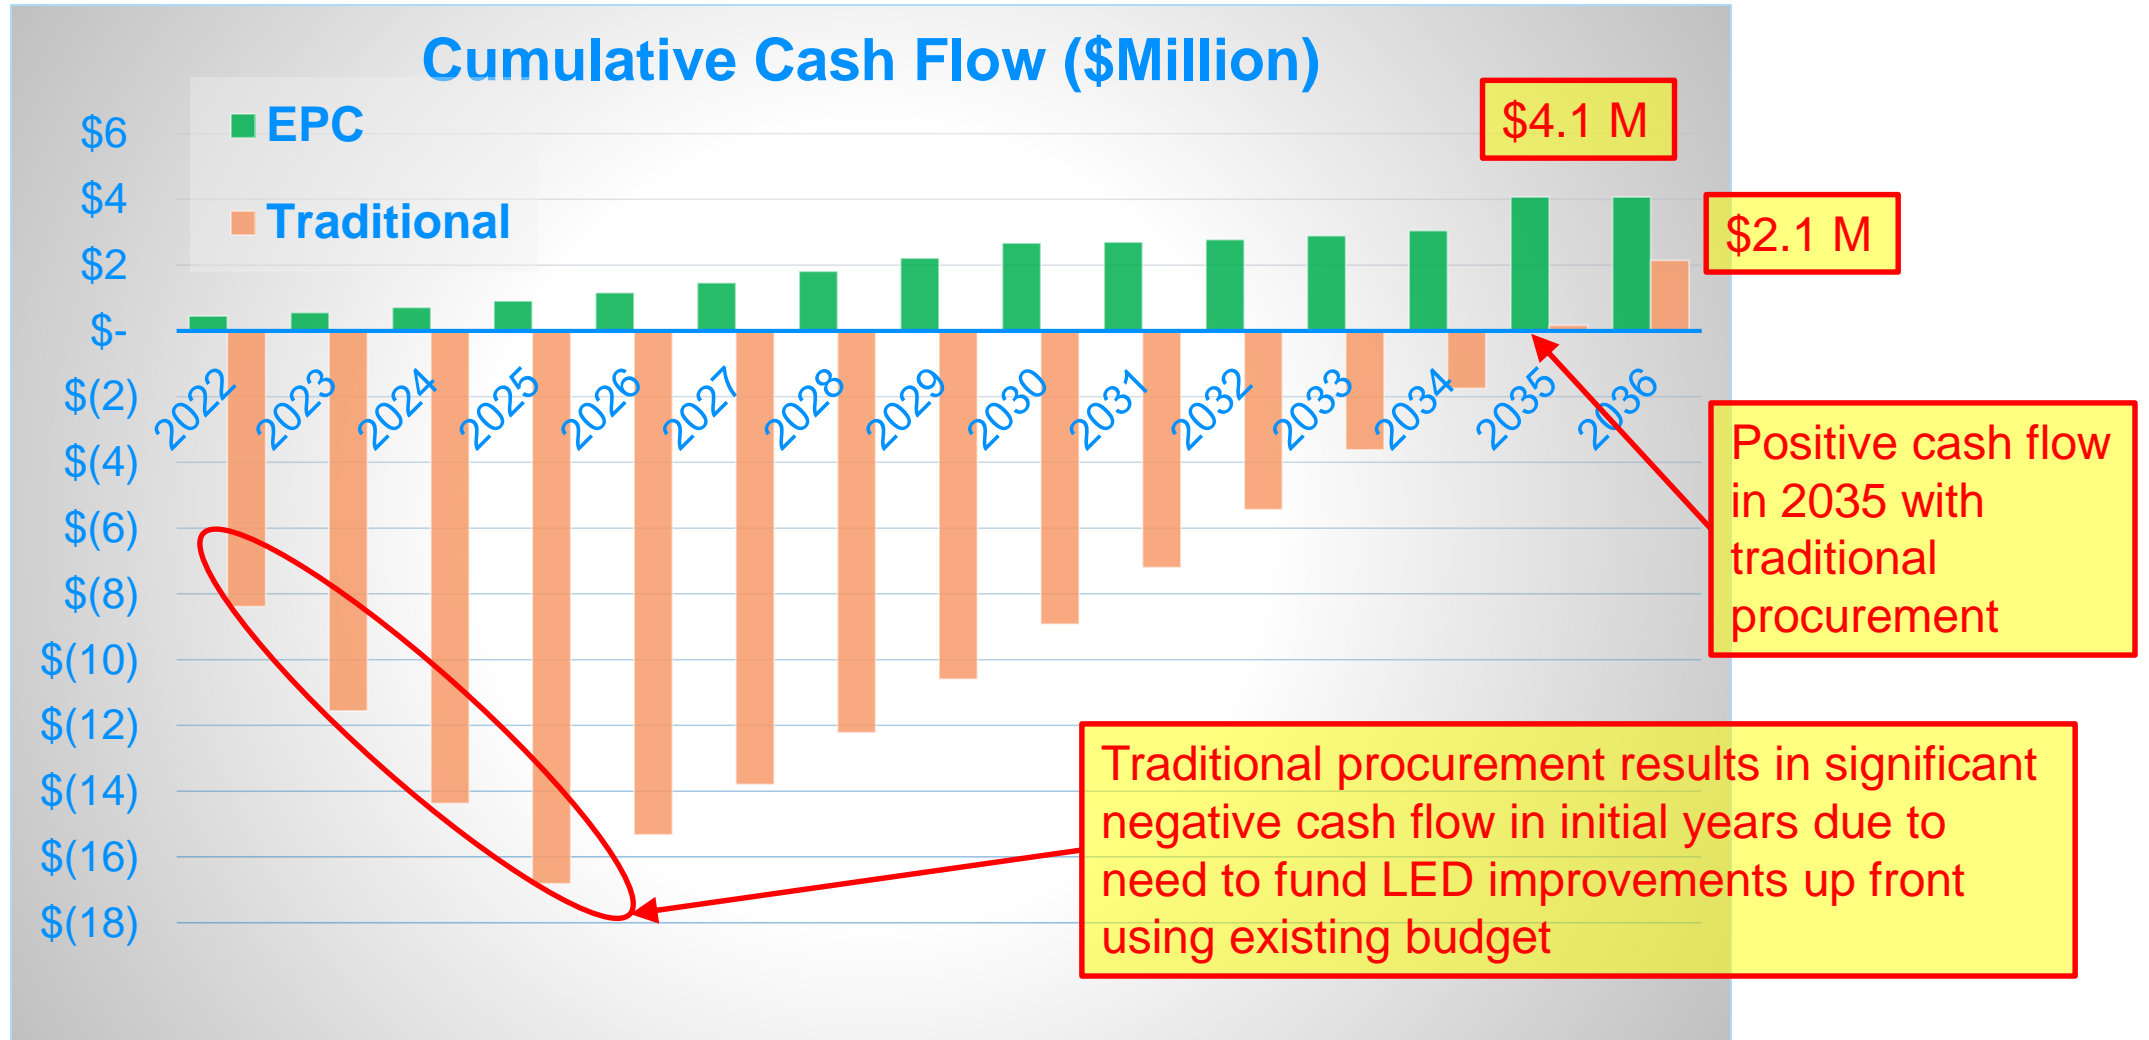 Cumulative Cash Flow ($Million)
EPC
Traditional
$4.1 M
$2.1 M
$6
$4
$2
$-
$(2)
$(4)
$(6)
$(8)
$(10)
$(12)
$(14)
$(16)
$(18)
2022
2023
2024
2025
2026
2027
2028
2029
2030
2031
2032
2033
2034
2035
2036
Positive cash flow
in 2035 with
traditional
procurement
Traditional procurement results in significant
negative cash flow in initial years due to
need to fund LED improvements up front
using existing budget